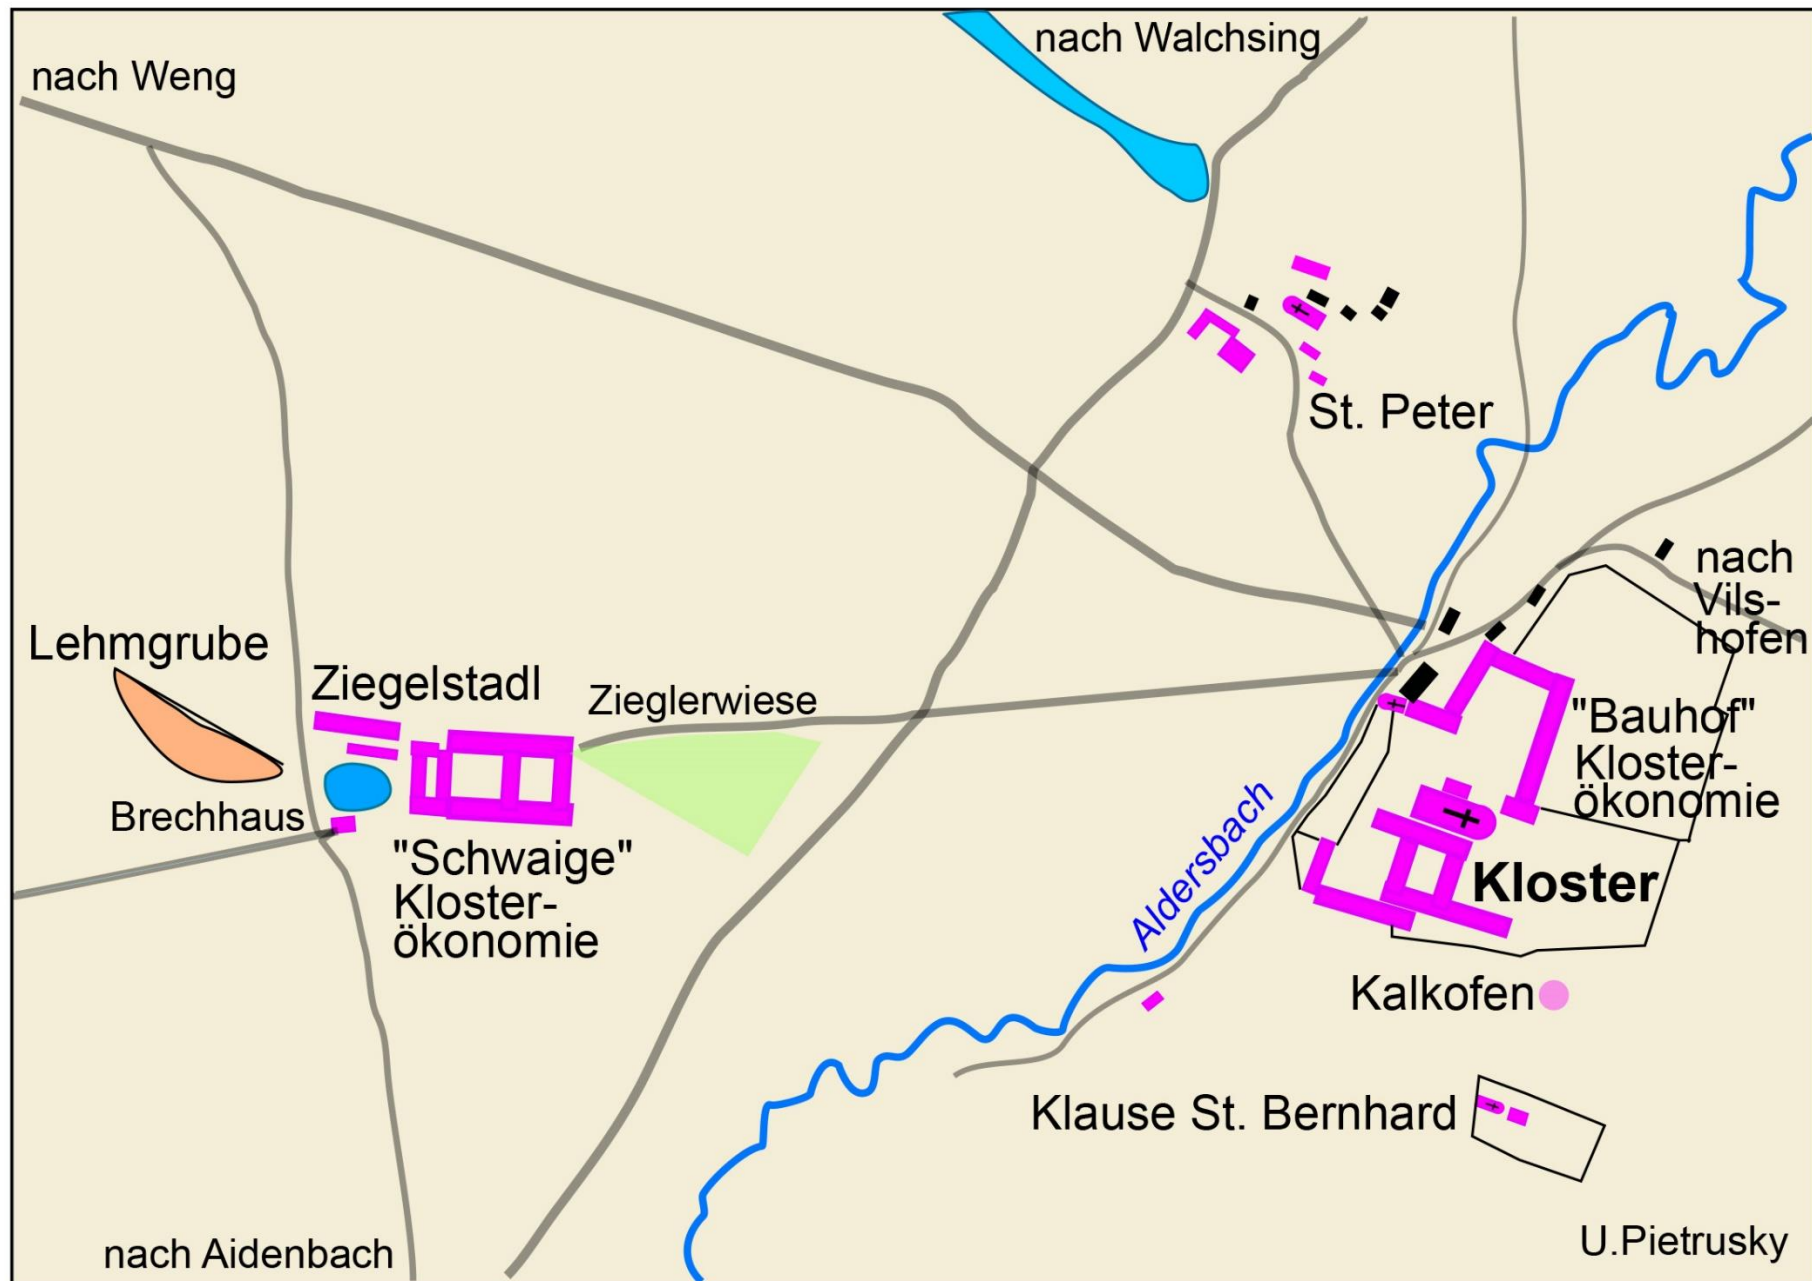 nach Walchsing
nach Weng
St. Peter
nach
Vils-
hofen
Lehmgrube
Ziegelstadl
Zieglerwiese
"Bauhof"
Kloster-
ökonomie
Brechhaus
"Schwaige"
Kloster-
ökonomie
Aldersbach
Kloster
Kalkofen
Klause St. Bernhard
nach Aidenbach
U.Pietrusky